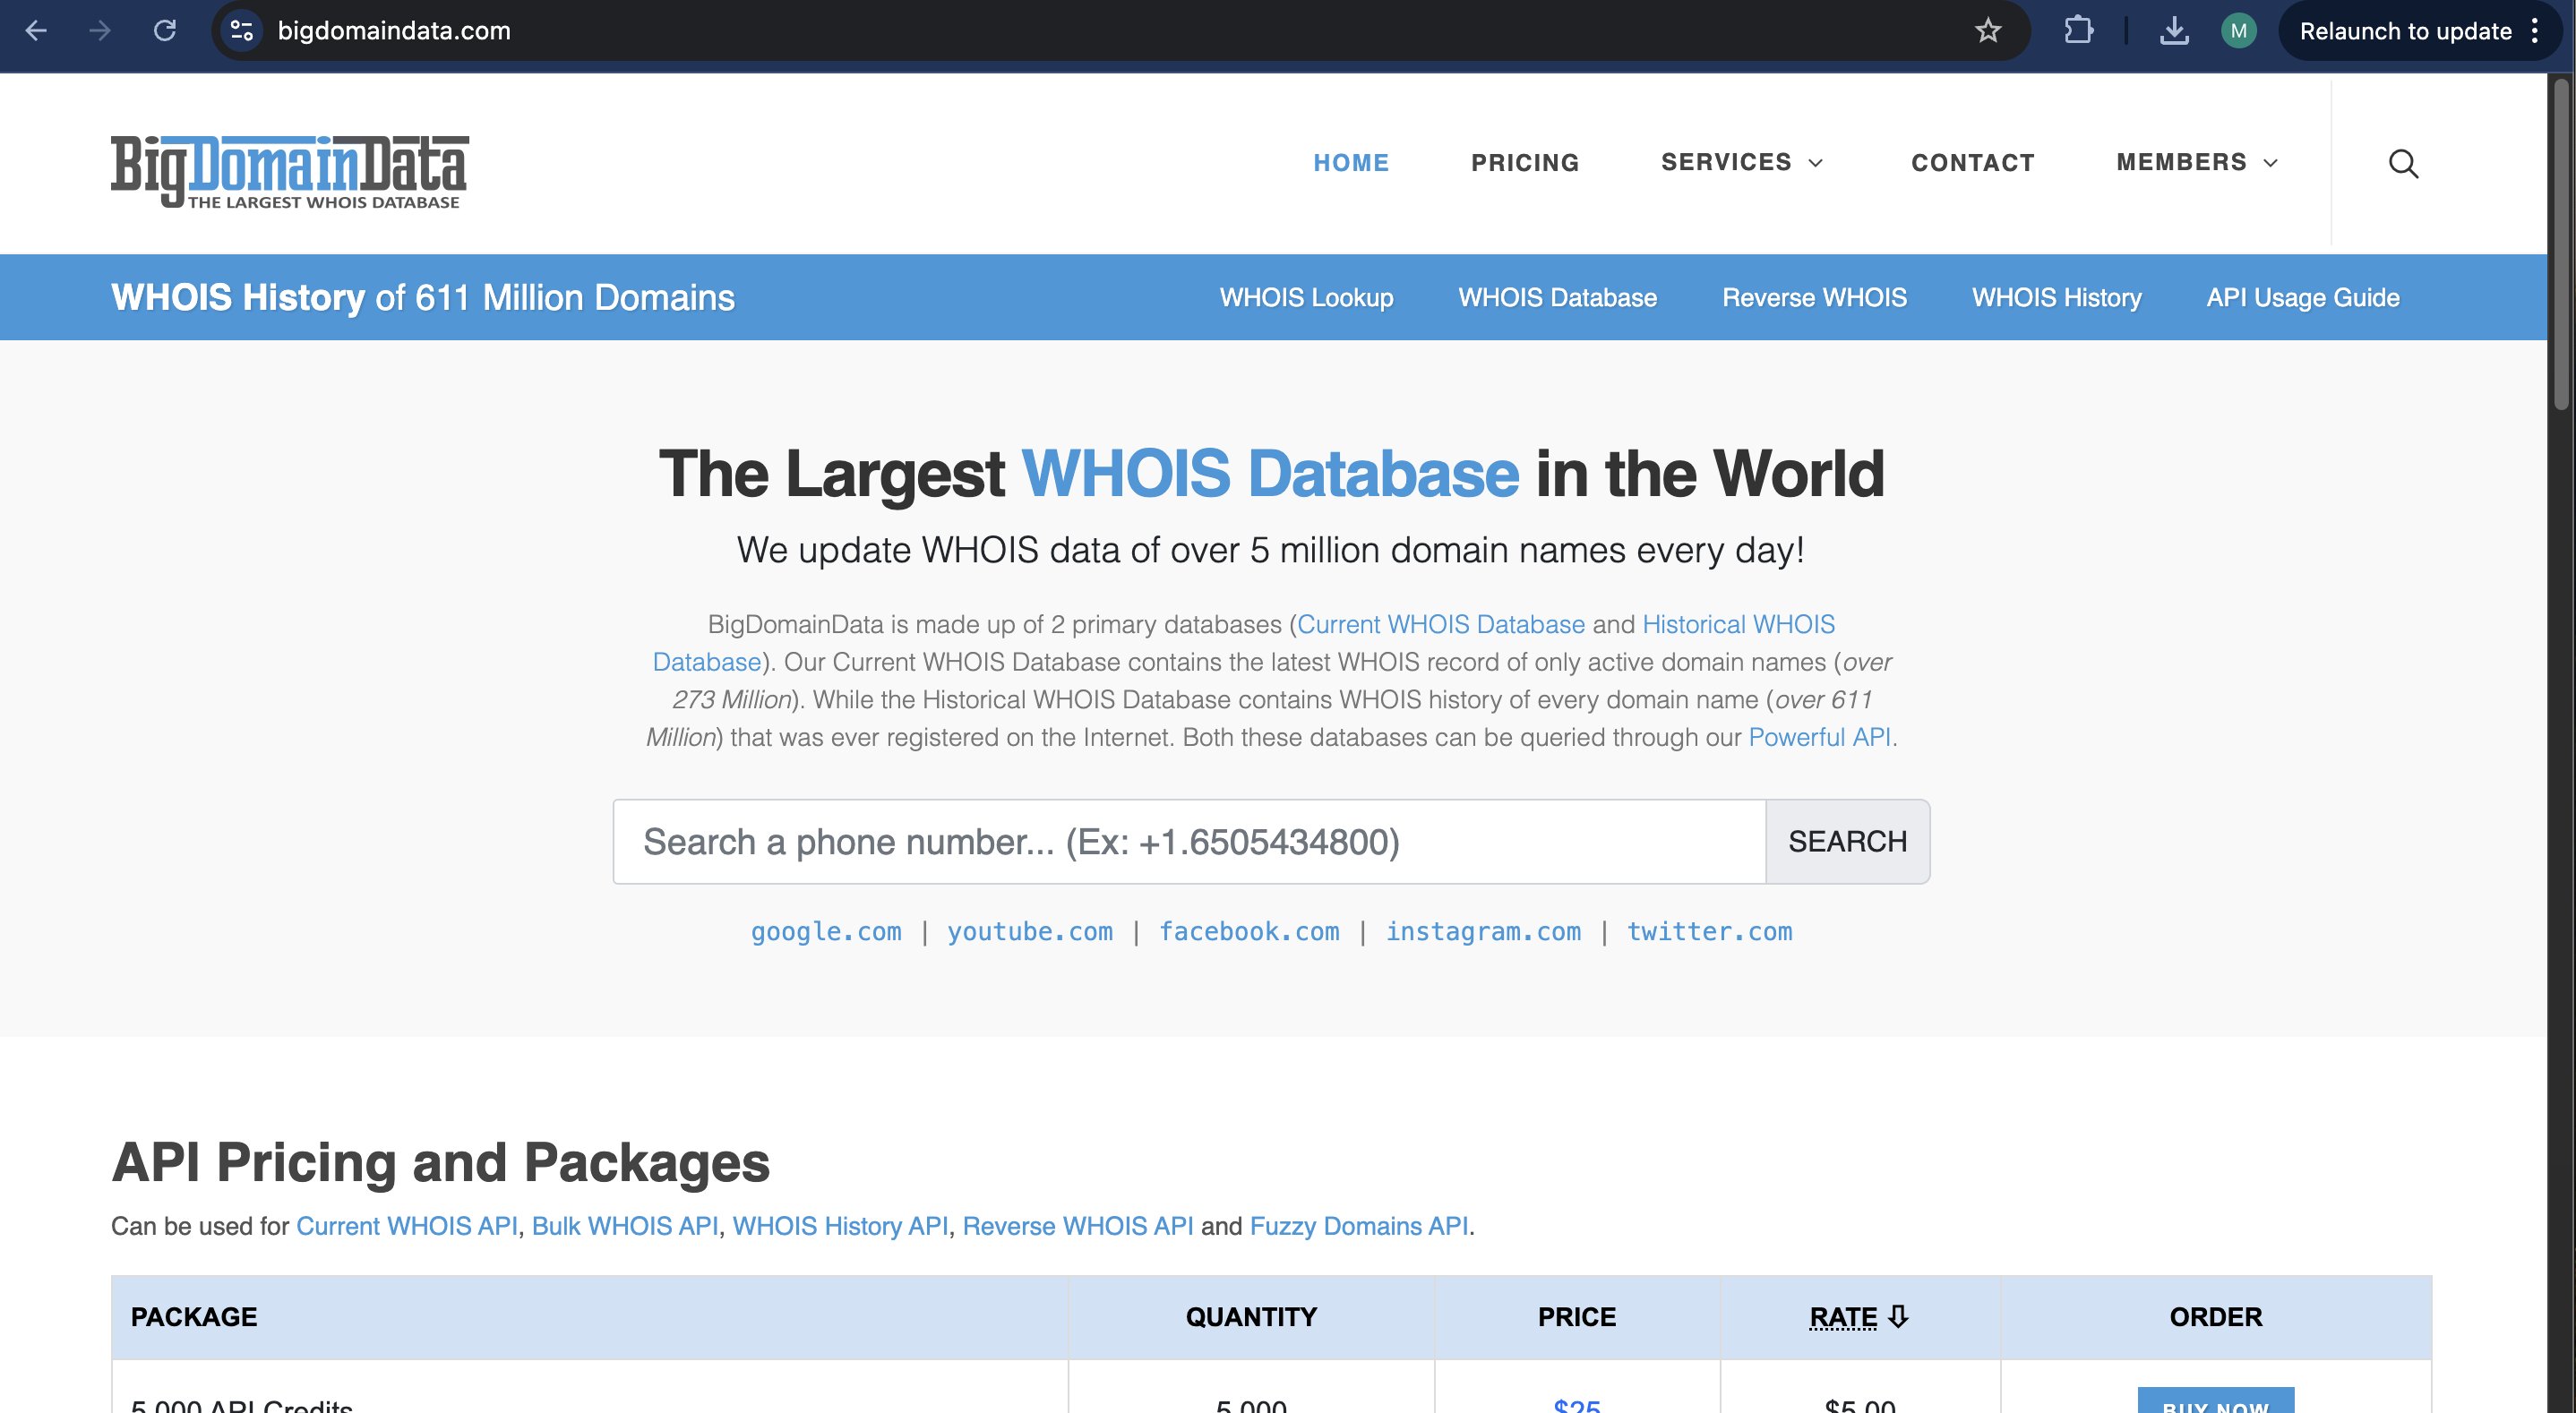 bigdomaindata.com
M
Relaunch to update
BigDomainData
THE LARGEST WHOIS DATABASE
HOME
PRICING
SERVICES
CONTACT
MEMBERS
WHOIS History of 611 Million Domains
WHOIS Lookup
WHOIS Database
Reverse WHOIS
WHOIS History
API Usage Guide
The Largest WHOIS Database in the World
We update WHOIS data of over 5 million domain names every day!
BigDomainData is made up of 2 primary databases (Current WHOIS Database and Historical WHOIS
Database). Our Current WHOIS Database contains the latest WHOIS record of only active domain names (over
273 Million). While the Historical WHOIS Database contains WHOIS history of every domain name (over 611
Million) that was ever registered on the Internet. Both these databases can be queried through our Powerful API.
Search a phone number... (Ex: +1.6505434800)
SEARCH
google.com | youtube.com | facebook.com | instagram.com | twitter.com
API Pricing and Packages
Can be used for Current WHOIS API, Bulk WHOIS API, WHOIS History API, Reverse WHOIS API and Fuzzy Domains API.
PACKAGE QUANTITY PRICE RATE ORDER
5,000 API Credits 5,000 $25 $5.00 BUY NOW